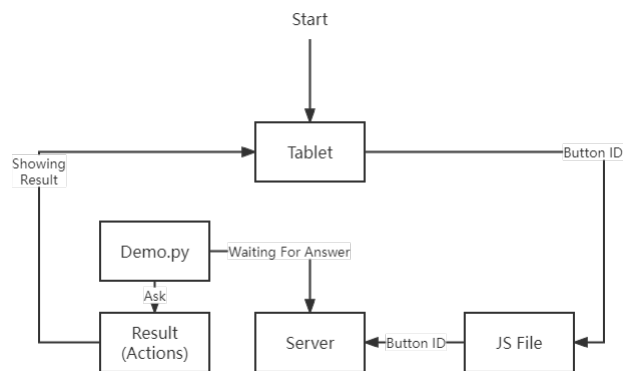 Start
Tablet
Button ID
Showing
Result
Demo.py
Waiting For Answer
Ask
Result
(Actions)
Server
Button ID
JS File